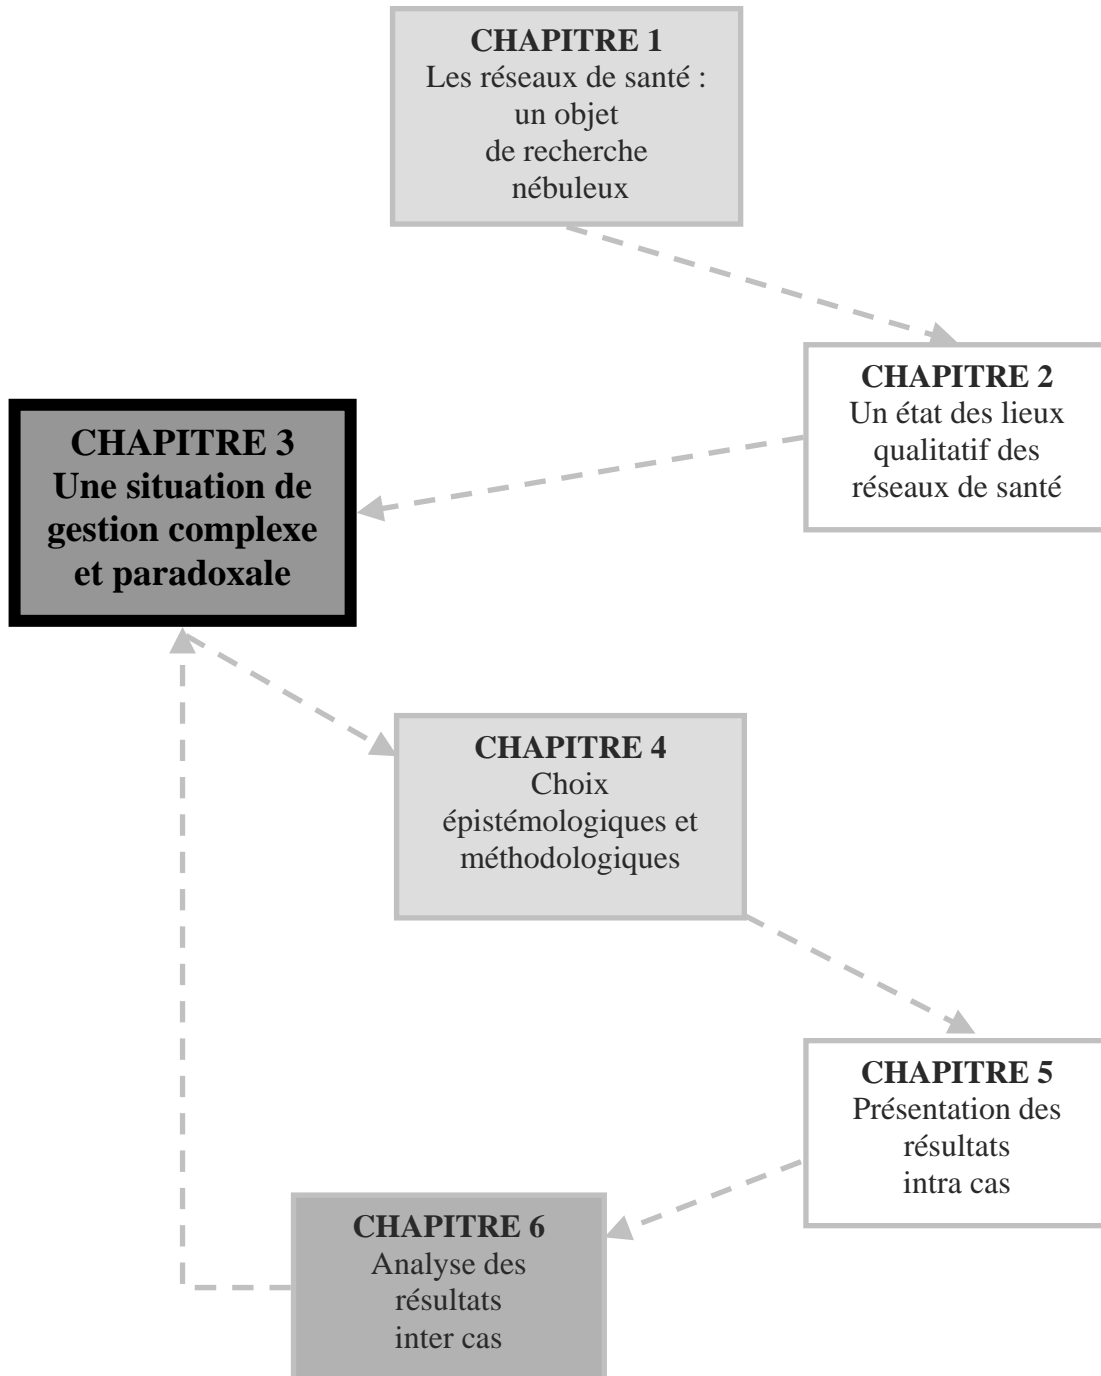 CHAPITRE 1
Les réseaux de santé :
un objet
de recherche
nébuleux
CHAPITRE 2
Un état des lieux
qualitatif des
réseaux de santé
CHAPITRE 3
Une situation de
gestion complexe
et paradoxale
CHAPITRE 4
Choix
épistémologiques et
méthodologiques
CHAPITRE 5
Présentation des
résultats
intra cas
CHAPITRE 6
Analyse des
résultats
inter cas